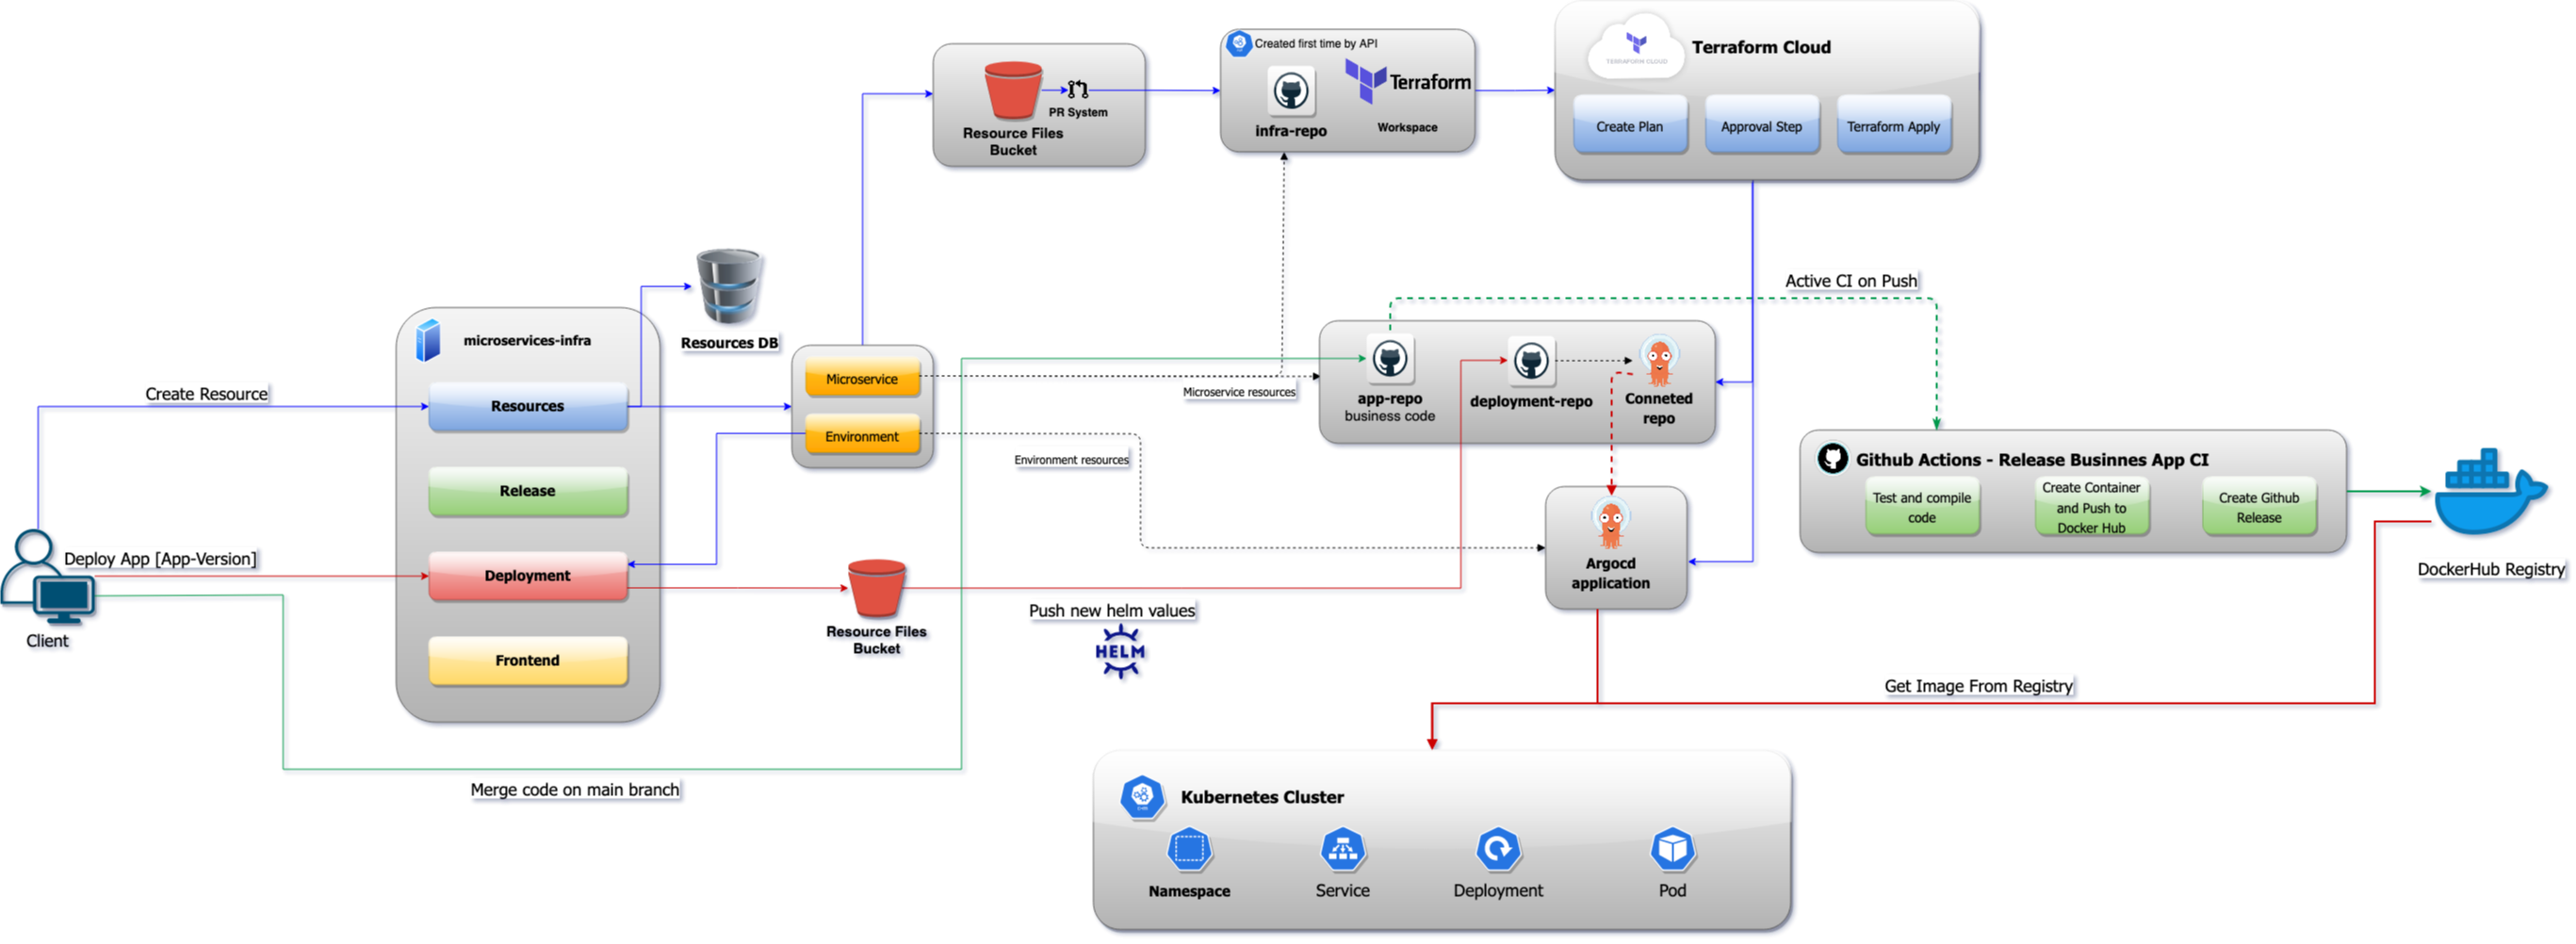 Created first time by API
Terraform
infra-repo
Workspace
PR System
Resource Files
Bucket
TERRAFORM CLOUD
Terraform Cloud
Create Plan
Approval Step
Terraform Apply
Resources DB
Active CI on Push
microservices-infra
Create Resource
Resources
Release
Deployment
Frontend
Microservice
Environment
Microservice resources
Environment resources
app-repo
business code
deployment-repo
Conneted
repo
Github Actions - Release Businnes App CI
Test and compile
code
Create Container
and Push to
Docker Hub
Create Github
Release
DockerHub Registry
Deploy App [App-Version]
Client
Argocd
application
Resource Files
Bucket
Push new helm values
HELM
Get Image From Registry
Merge code on main branch
Kubernetes Cluster
Namespace
Service
Deployment
Pod